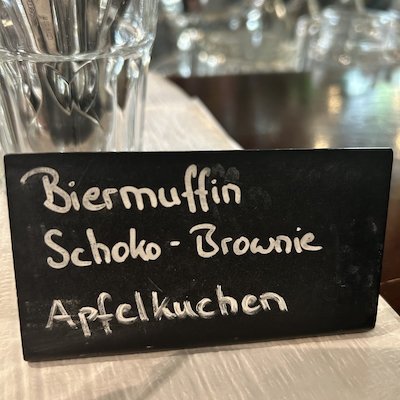 Biermuffin
Schoko-Brownie
Apfelkuchen